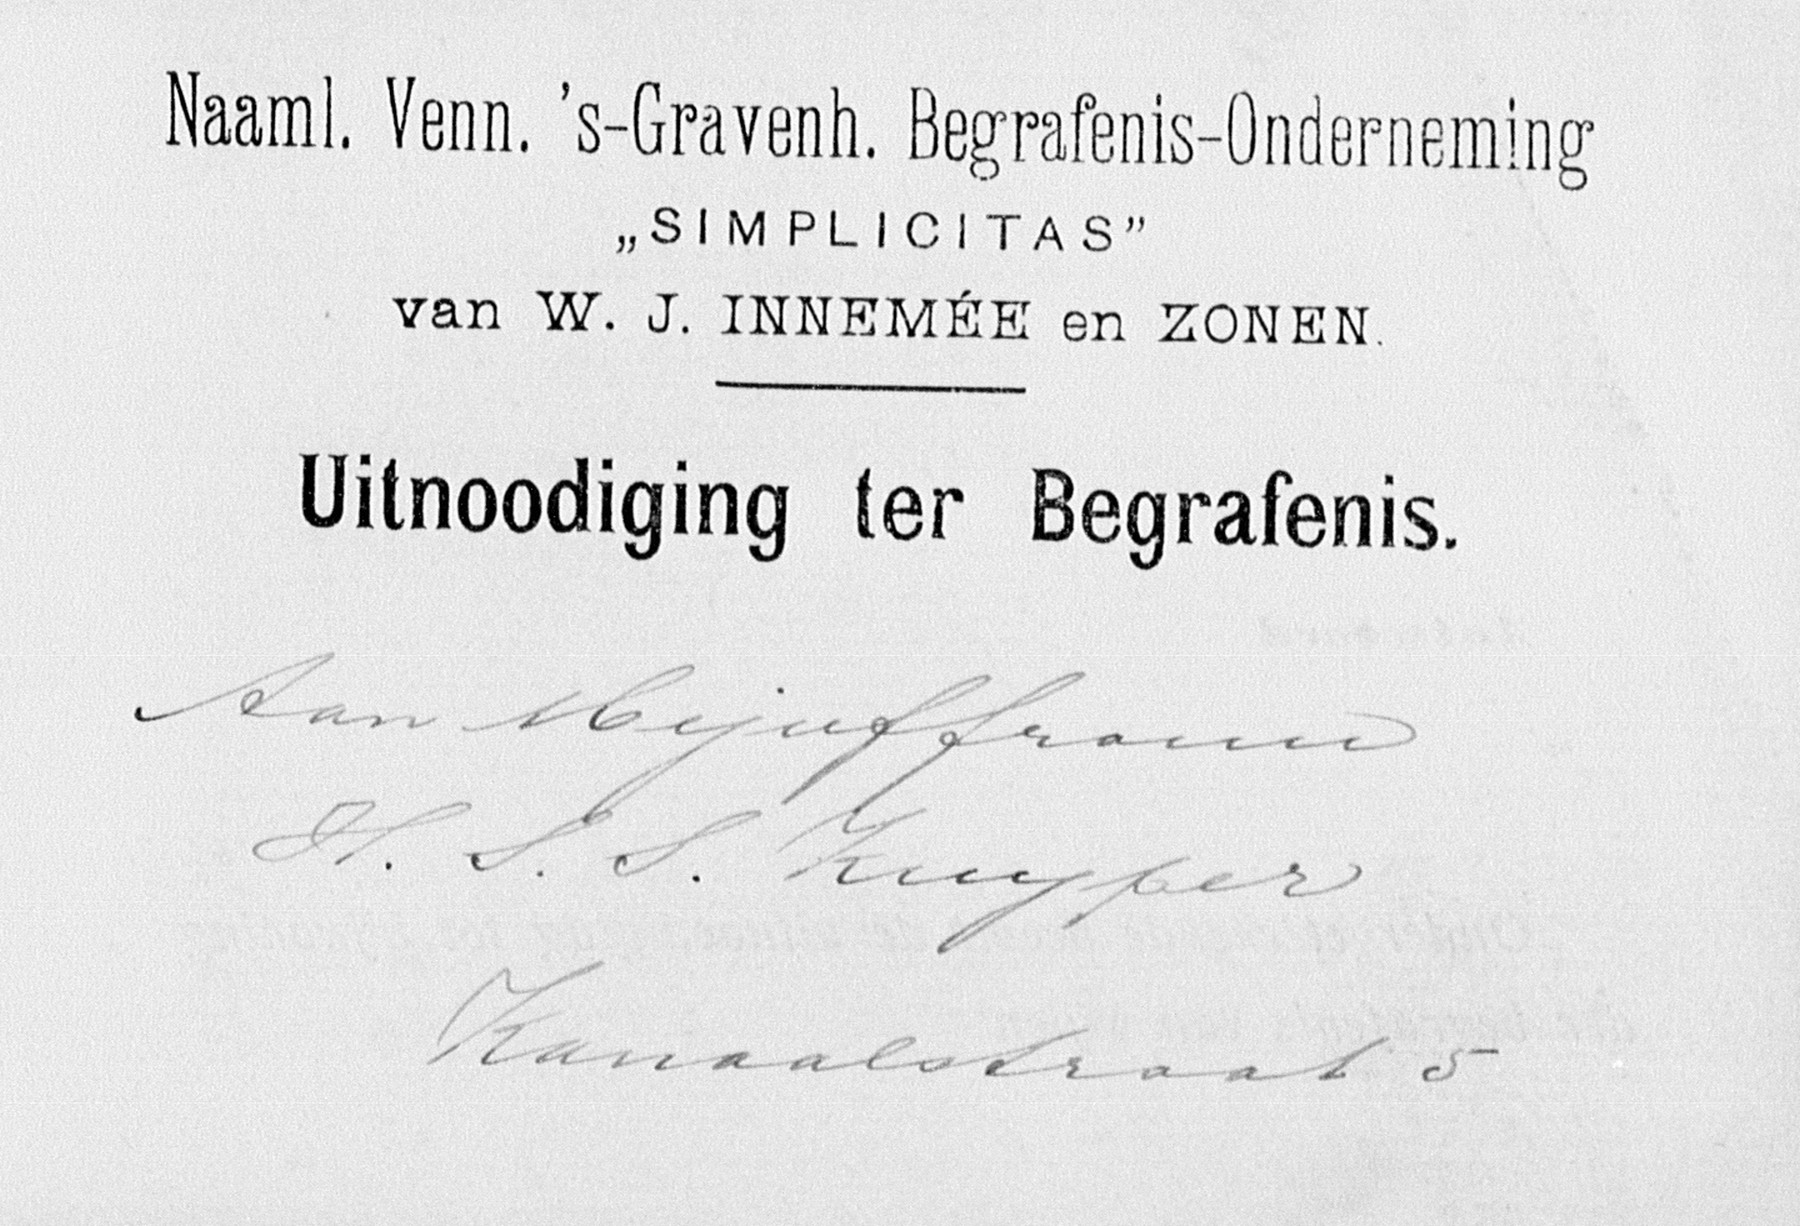 Naaml. Venn. 's-Gravenh. Begrafenis-Onderneming
„SIMPLICITAS”
van W. J. INNEMÉE en ZONEN.
Uitnoodiging ter Begrafenis.
Aan Mejuffrouw
H. S. S. Kuyper
Kanaalstraat 5